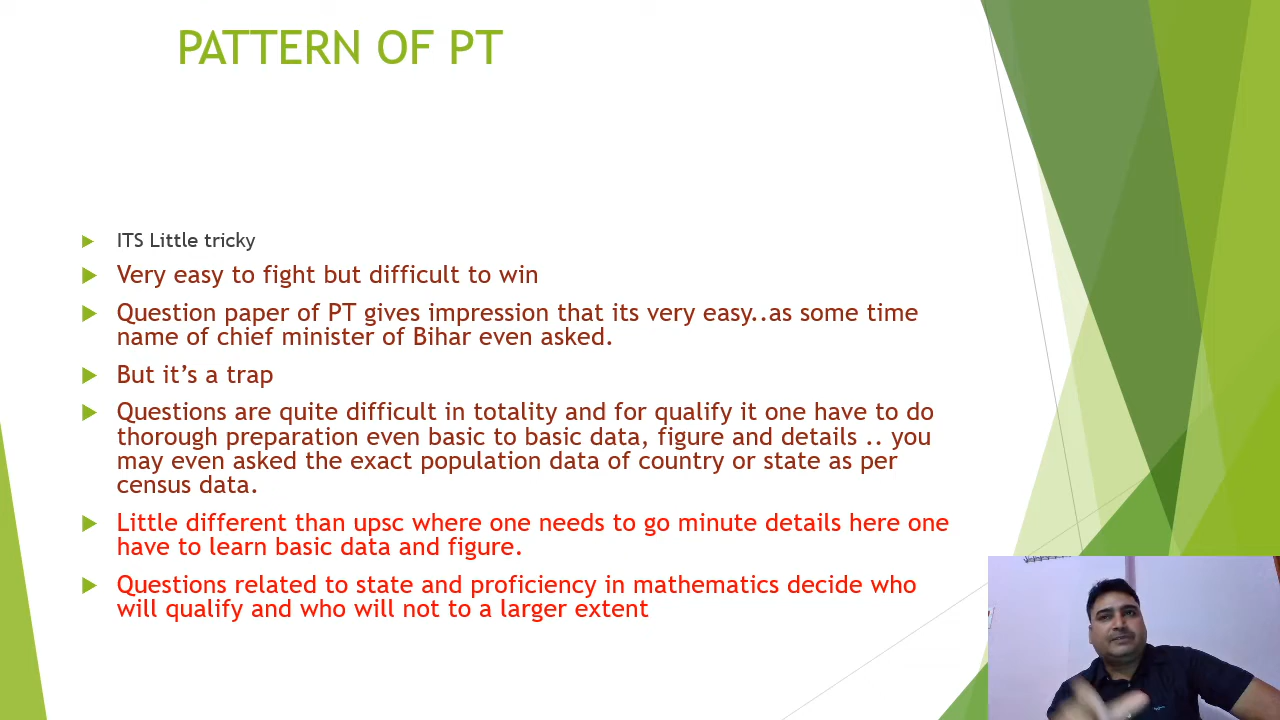 PATTERN OF PT
ITS Little tricky
Very easy to fight but difficult to win
Question paper of PT gives impression that its very easy..as some time
name of chief minister of Bihar even asked.
But it’s a trap
Questions are quite difficult in totality and for qualify it one have to do
thorough preparation even basic to basic data, figure and details .. you
may even asked the exact population data of country or state as per
census data.
Little different than upsc where one needs to go minute details here one
have to learn basic data and figure.
Questions related to state and proficiency in mathematics decide who
will qualify and who will not to a larger extent